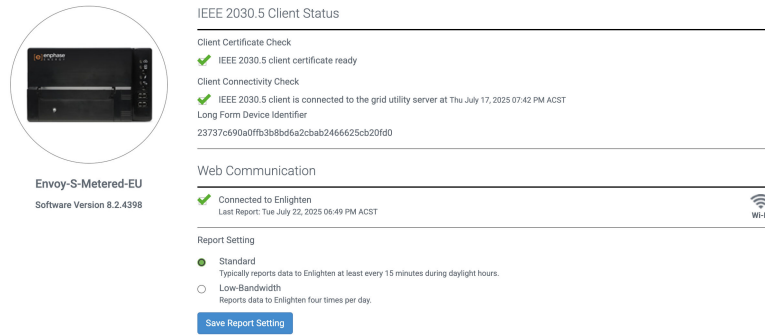 IEEE 2030.5 Client Status
Client Certificate Check
IEEE 2030.5 client certificate ready
Client Connectivity Check
IEEE 2030.5 client is connected to the grid utility server at Thu July 17, 2025 07:42 PM ACST
Long Form Device Identifier
23737c690a0ffb3b8bd6a2cbab2466625cb20fd0
enphase
ENERGY
Envoy-S-Metered-EU
Software Version 8.2.4398
Web Communication
Connected to Enlighten
Last Report: Tue July 22, 2025 06:49 PM ACST
Report Setting
Standard
Typically reports data to Enlighten at least every 15 minutes during daylight hours.
Low-Bandwidth
Reports data to Enlighten four times per day.
Save Report Setting